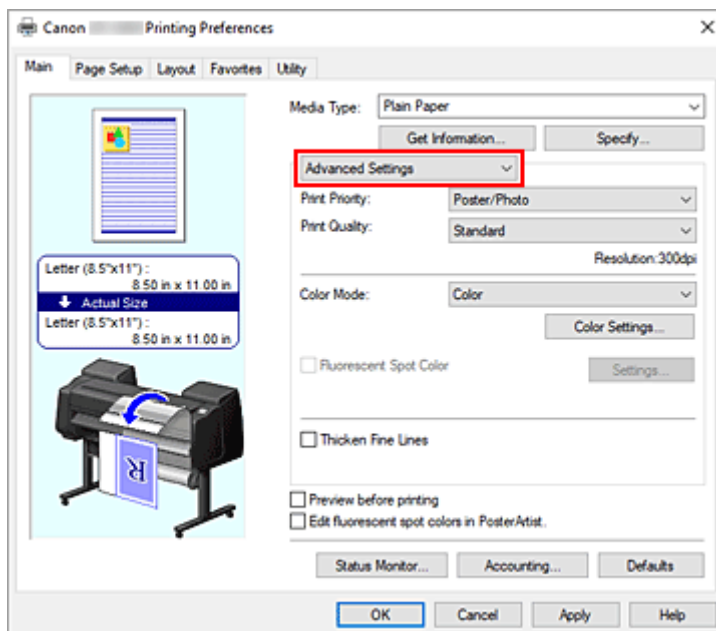 Canon Printing Preferences
Main Page Setup Layout Favorites Utility
Media Type: Plain Paper
Get Information... Specify...
Advanced Settings
Print Priority: Poster/Photo
Print Quality: Standard
Resolution:300dpi
Letter (8.5"x11") :
8.50 in x 11.00 in
Actual Size
Letter (8.5"x11") :
8.50 in x 11.00 in
R
Color Mode: Color
Color Settings...
Fluorescent Spot Color Settings...
Thicken Fine Lines
Preview before printing
Edit fluorescent spot colors in PosterArtist.
Status Monitor... Accounting... Defaults
OK Cancel Apply Help